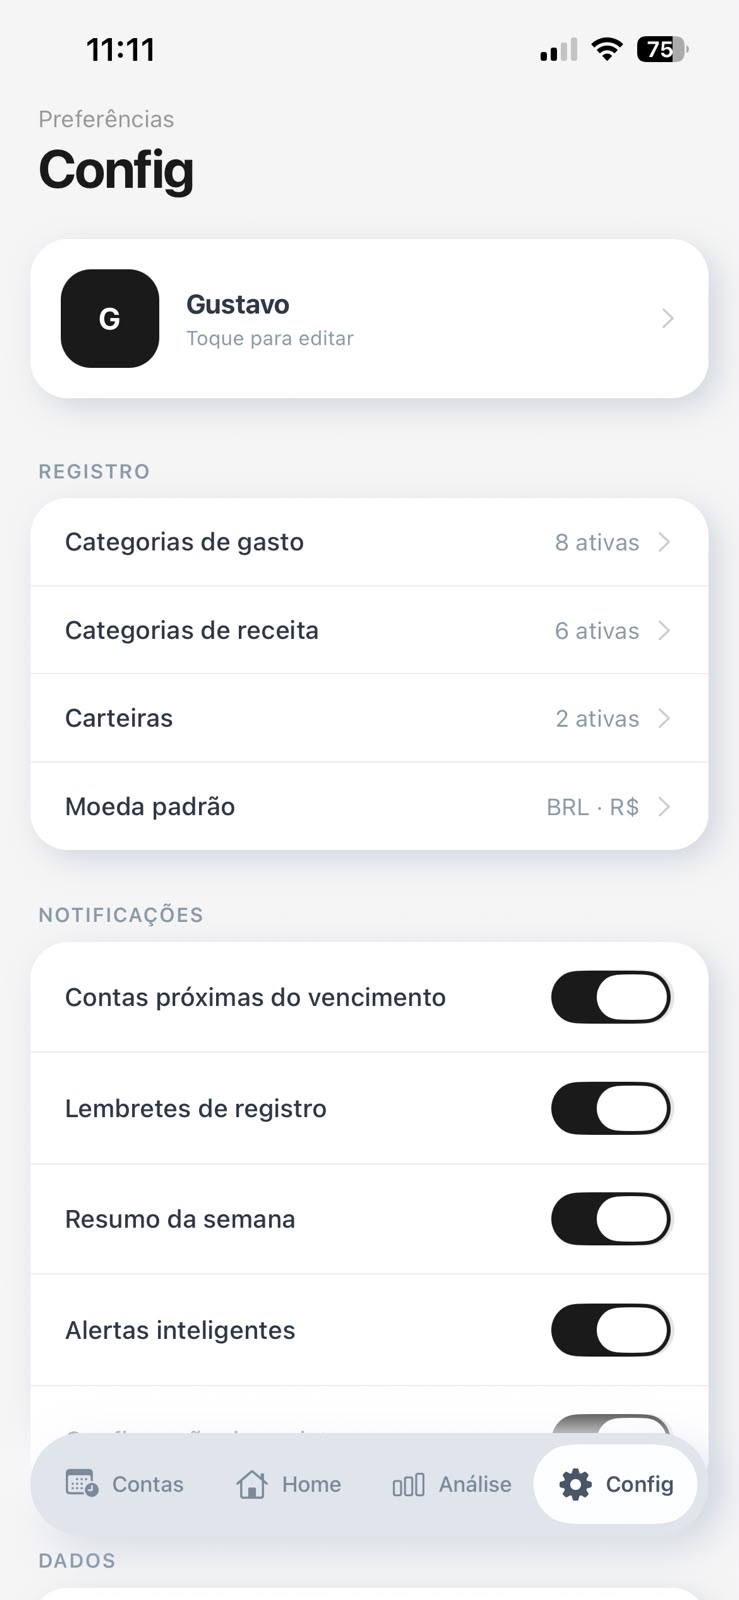 11:11
75
Preferências
Config
G
Gustavo
Toque para editar
REGISTRO
Categorias de gasto
8 ativas
Categorias de receita
6 ativas
Carteiras
2 ativas
Moeda padrão
BRL · R$
NOTIFICAÇÕES
Contas próximas do vencimento
Lembretes de registro
Resumo da semana
Alertas inteligentes
Contas
Home
Análise
Config
DADOS